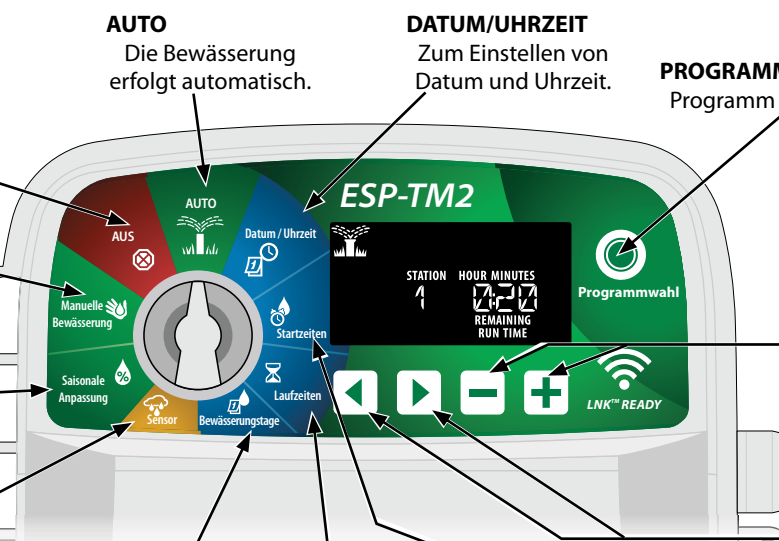 AUTO
Die Bewässerung
erfolgt automatisch.
DATUM/UHRZEIT
Zum Einstellen von
Datum und Uhrzeit.
Programm
ESP-TM2
AUTO
AUS
Datum / Uhrzeit
Manuelle
Bewässerung
Startzeiten
Saisonale
Anpassung
Laufzeiten
Sensor
Bewässerungstage
STATION
HOUR MINUTES
1
0:20
REMAINING
RUN TIME
Programmwahl
LNK™ READY